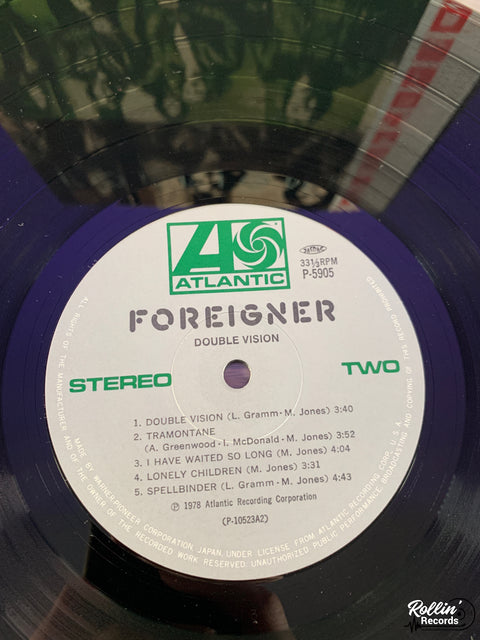 ATLANTIC
JASRAC
33⅓RPM
P-5905
FOREIGNER
DOUBLE VISION
STEREO
TWO
1. DOUBLE VISION (L. Gramm·M. Jones) 3:40
2. TRAMONTANE
(A. Greenwood·I. McDonald·M. Jones) 3:52
3. I HAVE WAITED SO LONG (M. Jones) 4:04
4. LONELY CHILDREN (M. Jones) 3:31
5. SPELLBINDER (L. Gramm·M. Jones) 4:43
Ⓟ 1978 Atlantic Recording Corporation
(P-10523A2)
ALL RIGHTS OF THE MANUFACTURER AND OF THE OWNER OF THE RECORDED WORK RESERVED. UNAUTHORIZED PUBLIC PERFORMANCE, BROADCASTING AND COPYING OF THIS RECORD PROHIBITED
MADE BY WARNER-PIONEER CORPORATION, JAPAN, UNDER LICENSE FROM ATLANTIC RECORDING CORP., U.S.A.
Rollin'
Records